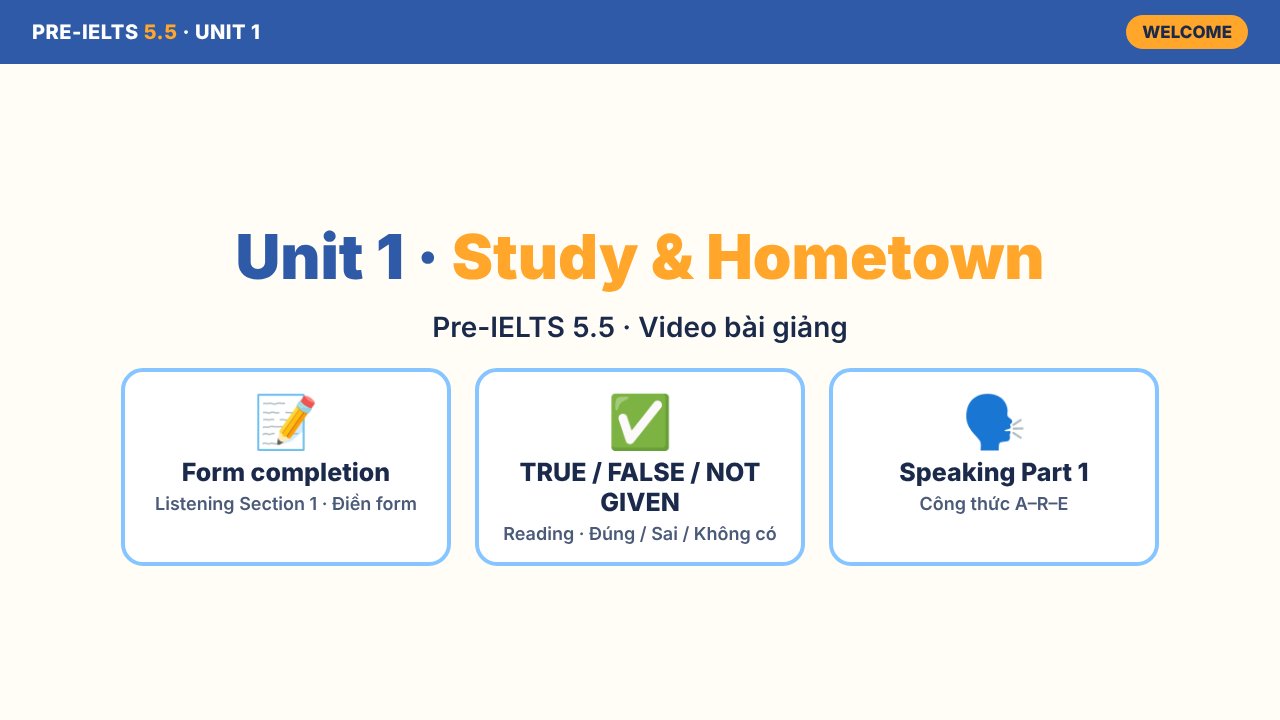 PRE-IELTS 5.5 · UNIT 1
WELCOME
Unit 1 · Study & Hometown
Pre-IELTS 5.5 · Video bài giảng
Form completion
Listening Section 1 · Điền form
TRUE / FALSE / NOT
GIVEN
Reading · Đúng / Sai / Không có
Speaking Part 1
Công thức A–R–E